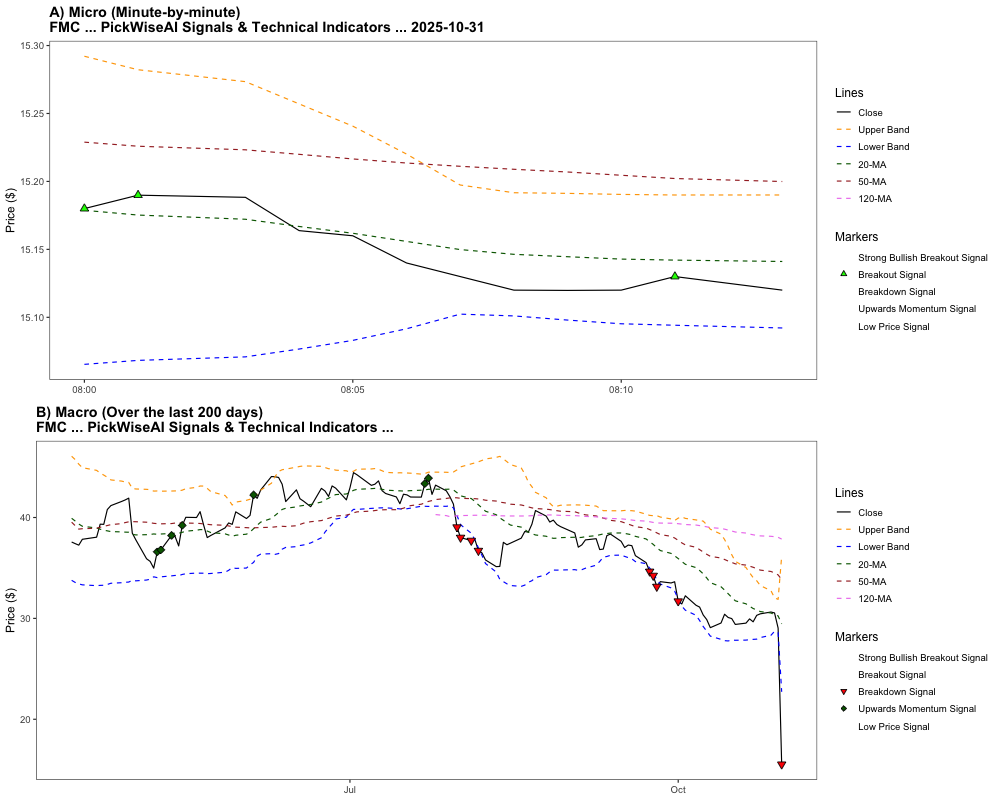 A) Micro (Minute-by-minute)
FMC ... PickWiseAI Signals & Technical Indicators ... 2025-10-31
15.30
15.25
15.20
15.15
15.10
Price ($)
08:00
08:05
08:10
Lines
Close
Upper Band
Lower Band
20-MA
50-MA
120-MA
Markers
Strong Bullish Breakout Signal
Breakout Signal
Breakdown Signal
Upwards Momentum Signal
Low Price Signal
B) Macro (Over the last 200 days)
FMC ... PickWiseAI Signals & Technical Indicators ...
40
30
20
Price ($)
Jul
Oct
Lines
Close
Upper Band
Lower Band
20-MA
50-MA
120-MA
Markers
Strong Bullish Breakout Signal
Breakout Signal
Breakdown Signal
Upwards Momentum Signal
Low Price Signal